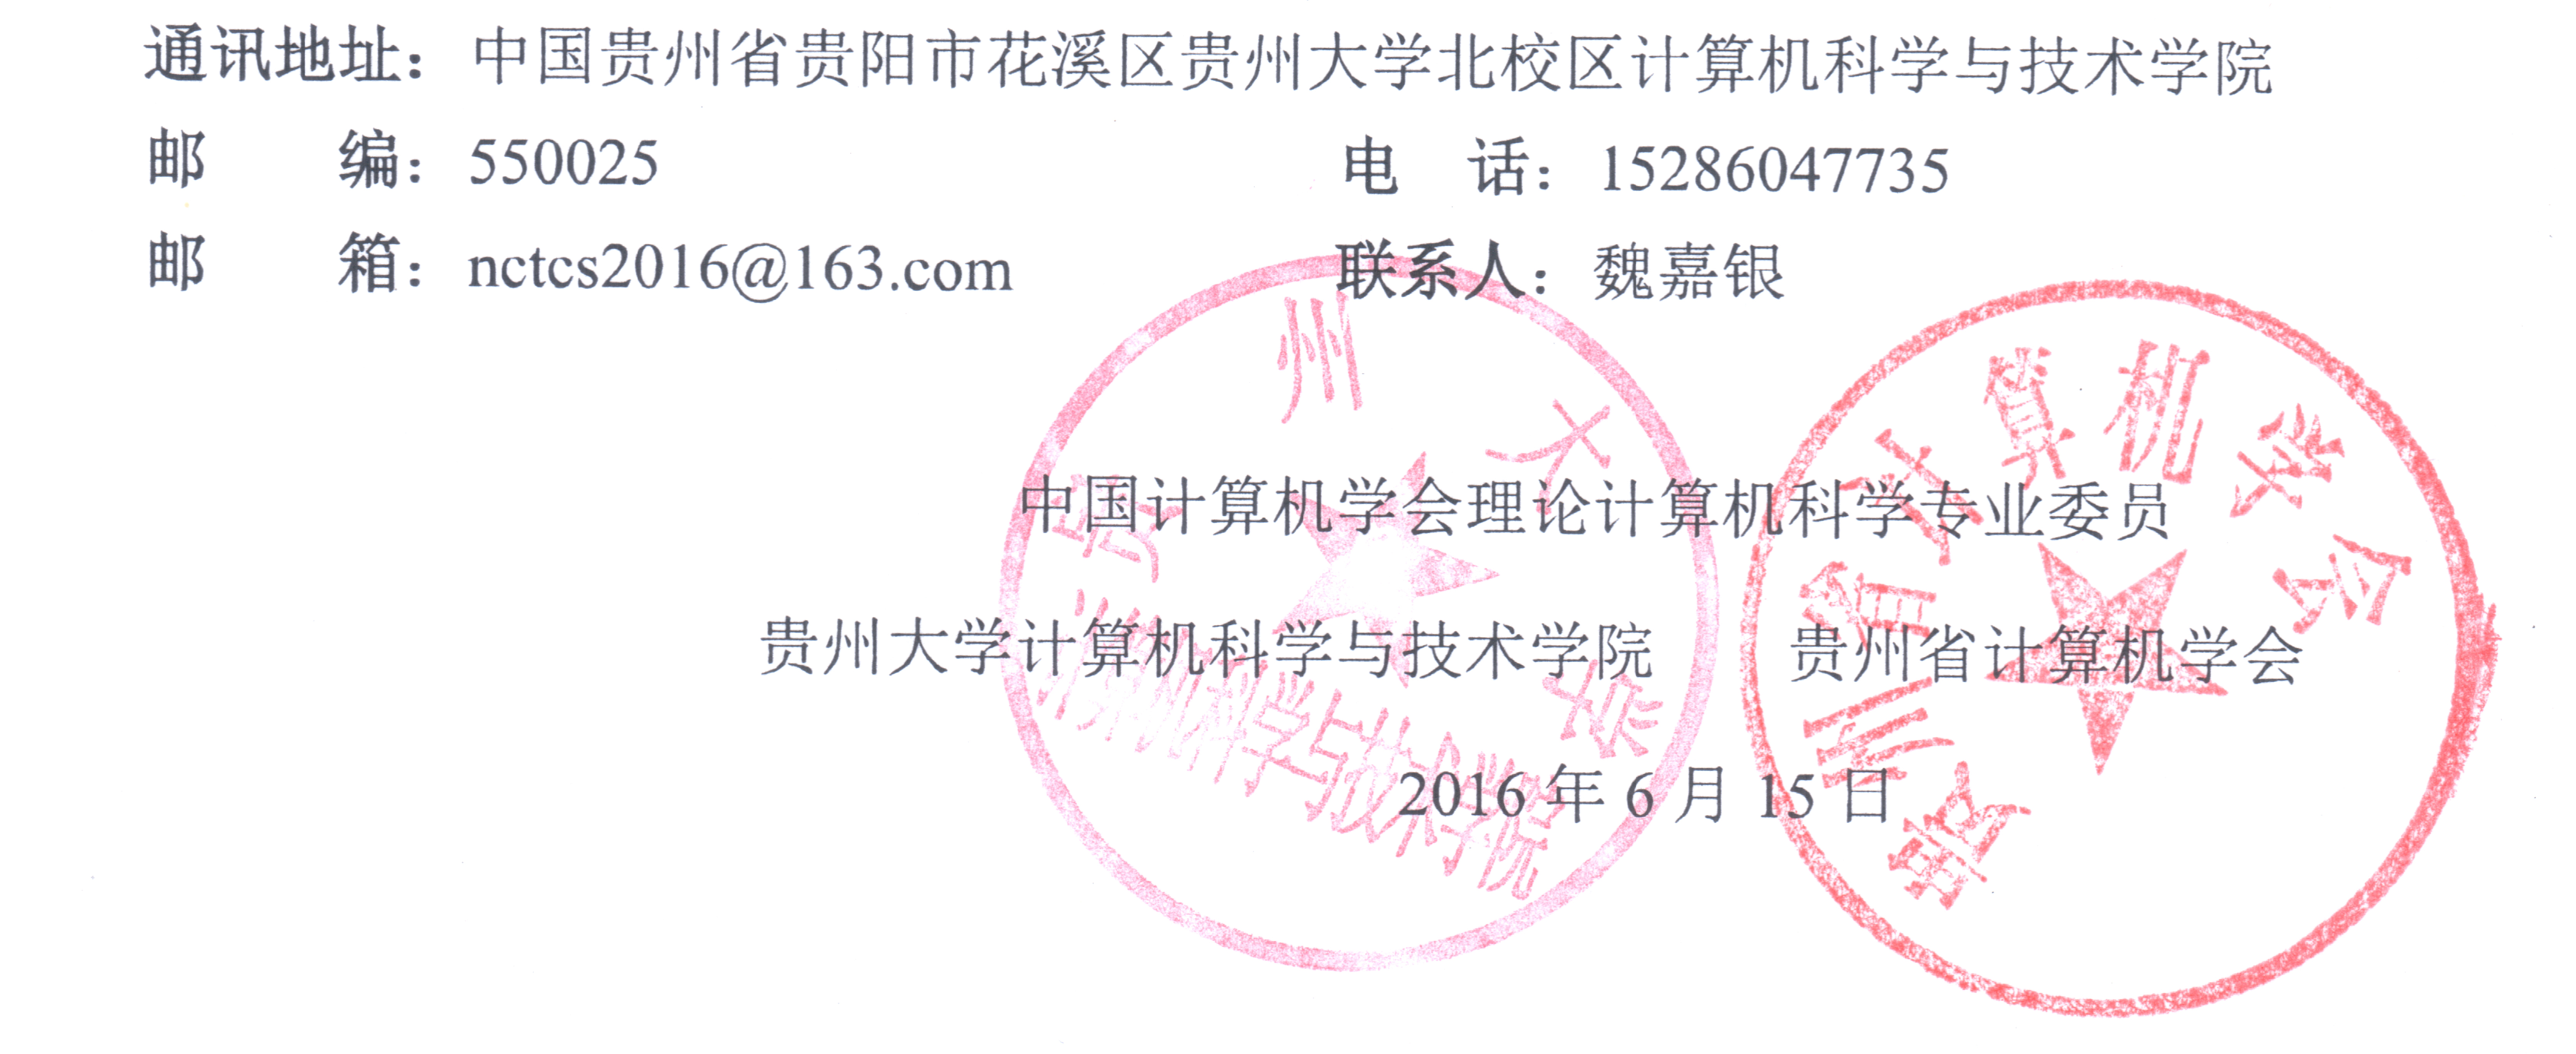 通讯地址：中国贵州省贵阳市花溪区贵州大学北校区计算机科学与技术学院
邮 编：550025 电 话：15286047735
邮 箱：nctcs2016@163.com 联系人：魏嘉银
中国计算机学会理论计算机科学专业委员
贵州大学计算机科学与技术学院 贵州省计算机学会
2016 年 6 月 15 日
贵州大学
计算机科学与技术学院
贵州省计算机学会